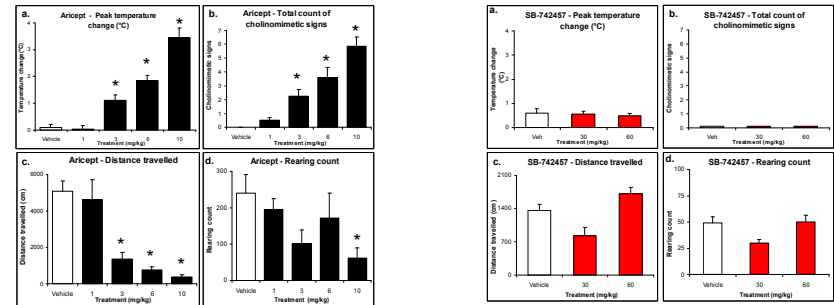 a.
Aricept - Peak temperature
change (°C)
Temperature change(°C)
4
3
2
1
0
Vehicle
1
3
6
10
*
*
*
Treatment (mg/kg)
b.
Aricept - Total count of
cholinomimetic signs
Cholinomimetic signs
7
6
5
4
3
2
1
0
Vehicle
1
3
6
10
*
*
*
Treatment (mg/kg)
c.
Aricept - Distance travelled
Distance travelled (cm)
6000
4000
2000
0
Vehicle
1
3
6
10
*
*
*
Treatment (mg/kg)
d.
Aricept - Rearing count
Rearing count
300
200
100
0
Vehicle
1
3
6
10
*
Treatment (mg/kg)
a.
SB-742457 - Peak temperature
change (°C)
Temperature change
(°C)
4
3
2
1
0
Veh
30
60
Treatment (mg/kg)
b.
SB-742457 - Total count of
cholinomimetic signs
Cholinomimetic signs
7
6
5
4
3
2
1
0
Vehicle
30
60
Treatment (mg/kg)
c.
SB-742457 - Distance travelled
Distance travelled (cm)
2100
1400
700
0
Vehicle
30
60
Treatment (mg/kg)
d.
SB-742457 - Rearing count
Rearing count
100
75
50
25
0
Vehicle
30
60
Treatment (mg/kg)